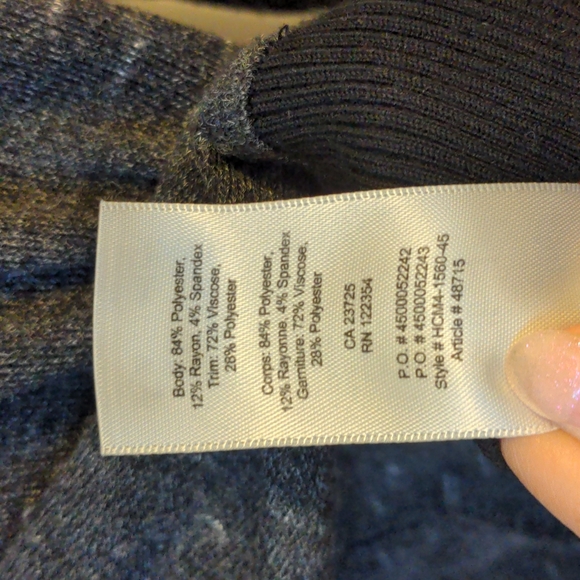 Body: 84% Polyester,
12% Rayon, 4% Spandex
Trim: 72% Viscose,
28% Polyester
Corps: 84% Polyester,
12% Rayonne, 4% Spandex
Garniture: 72% Viscose,
28% Polyester
CA 23725
RN 122354
P.O. # 4500052242
P.O. # 4500052243
Style # HCM4-1560-45
Article # 48715